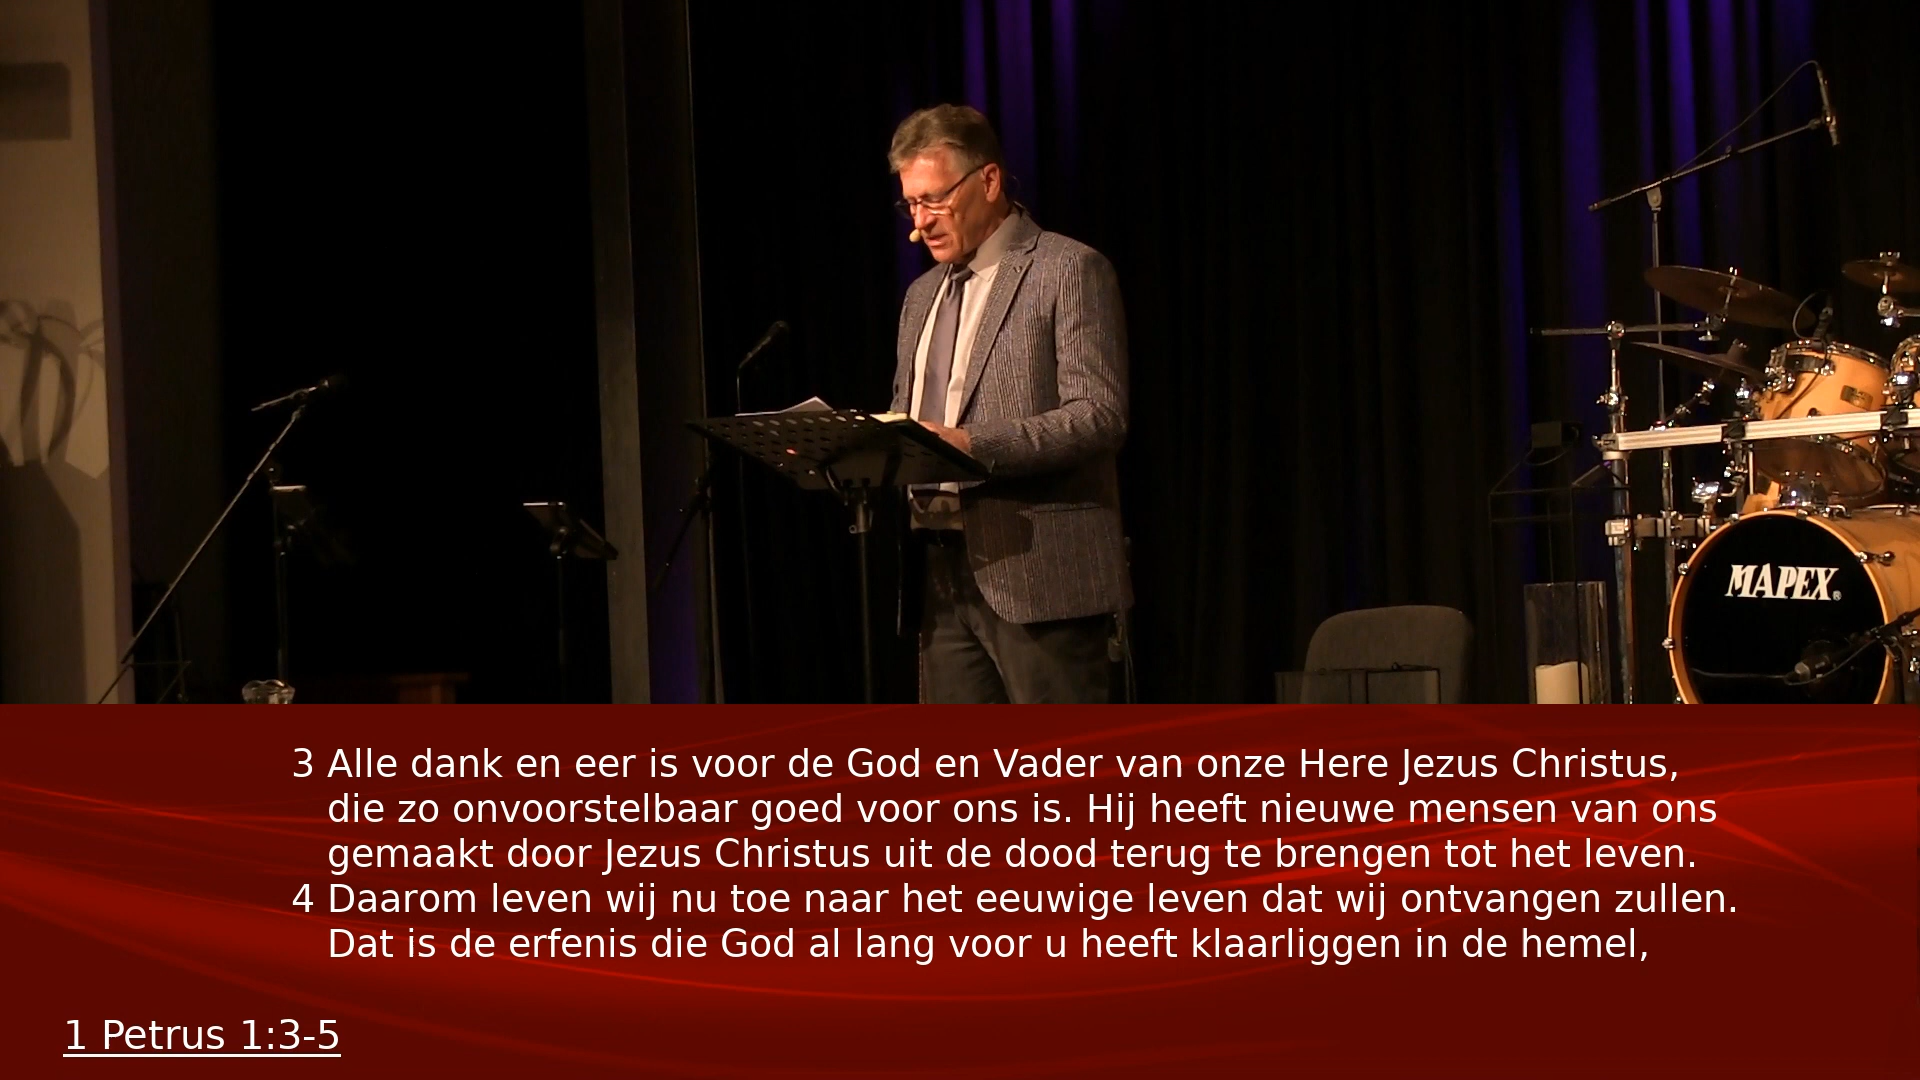 MAPEX®
3 Alle dank en eer is voor de God en Vader van onze Here Jezus Christus,
die zo onvoorstelbaar goed voor ons is. Hij heeft nieuwe mensen van ons
gemaakt door Jezus Christus uit de dood terug te brengen tot het leven.
4 Daarom leven wij nu toe naar het eeuwige leven dat wij ontvangen zullen.
Dat is de erfenis die God al lang voor u heeft klaarliggen in de hemel,
1 Petrus 1:3-5